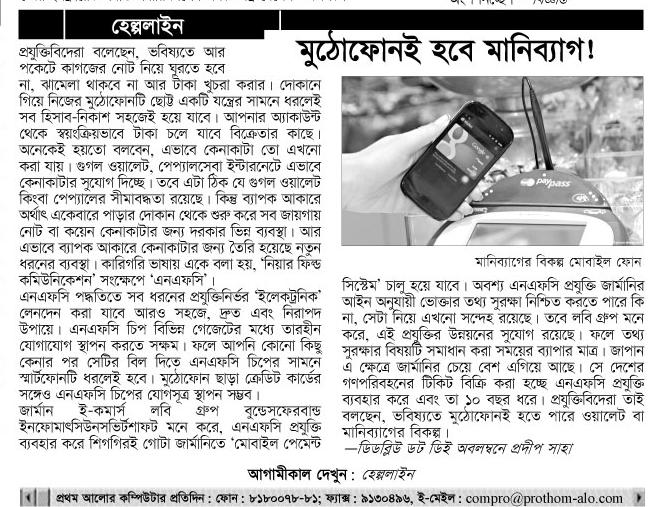 হেল্পলাইন
মুঠোফোনই হবে মানিব্যাগ!
প্রযুক্তিবিদেরা বলেছেন, ভবিষ্যতে আর
পকেটে কাগজের নোট নিয়ে ঘুরতে হবে
না, ঝামেলা থাকবে না আর টাকা খুচরা করার। দোকানে
গিয়ে নিজের মুঠোফোনটি ছোট্ট একটি যন্ত্রের সামনে ধরলেই
সব হিসাব-নিকাশ সহজেই হয়ে যাবে। আপনার অ্যাকাউন্ট
থেকে স্বয়ংক্রিয়ভাবে টাকা চলে যাবে বিক্রেতার কাছে।
অনেকেই হয়তো বলবেন, এভাবে কেনাকাটা তো এখনো
করা যায়। গুগল ওয়ালেট, পেপ্যালসেবা ইন্টারনেটে এভাবে
কেনাকাটার সুযোগ দিচ্ছে। তবে এটা ঠিক যে গুগল ওয়ালেট
কিংবা পেপ্যালের সীমাবদ্ধতা রয়েছে। কিন্তু ব্যাপক আকারে
অর্থাৎ একেবারে পাড়ার দোকান থেকে শুরু করে সব জায়গায়
নোট বা কয়েন কেনাকাটার জন্য দরকার ভিন্ন ব্যবস্থা। আর
এভাবে ব্যাপক আকারে কেনাকাটার জন্য তৈরি হয়েছে নতুন
ধরনের ব্যবস্থা। কারিগরি ভাষায় একে বলা হয়, ‘নিয়ার ফিল্ড
কমিউনিকেশন’ সংক্ষেপে ‘এনএফসি’।
এনএফসি পদ্ধতিতে সব ধরনের প্রযুক্তিনির্ভর ‘ইলেকট্রনিক’
লেনদেন করা যাবে আরও সহজে, দ্রুত এবং নিরাপদ
উপায়ে। এনএফসি চিপ বিভিন্ন গেজেটের মধ্যে তারহীন
যোগাযোগ স্থাপন করতে সক্ষম। ফলে আপনি কোনো কিছু
কেনার পর সেটির বিল দিতে এনএফসি চিপের সামনে
স্মার্টফোনটি ধরলেই হবে। মুঠোফোন ছাড়া ক্রেডিট কার্ডের
সঙ্গেও এনএফসি চিপের যোগসূত্র স্থাপন সম্ভব।
জার্মান ই-কমার্স লবি গ্রুপ বুন্ডেসফেরবান্ড
ইনফোমাৎসিউনসভির্টশাফট মনে করে, এনএফসি প্রযুক্তি
ব্যবহার করে শিগগিরই গোটা জার্মানিতে ‘মোবাইল পেমেন্ট
Google
paypass
মানিব্যাগের বিকল্প মোবাইল ফোন
সিস্টেম’ চালু হয়ে যাবে। অবশ্য এনএফসি প্রযুক্তি জার্মানির
আইন অনুযায়ী ভোক্তার তথ্য সুরক্ষা নিশ্চিত করতে পারে কি
না, সেটা নিয়ে এখনো সন্দেহ রয়েছে। তবে লবি গ্রুপ মনে
করে, এই প্রযুক্তির উন্নয়নের সুযোগ রয়েছে। ফলে তথ্য
সুরক্ষার বিষয়টি সমাধান করা সময়ের ব্যাপার মাত্র। জাপান
এ ক্ষেত্রে জার্মানির চেয়ে বেশ এগিয়ে আছে। সে দেশের
গণপরিবহনের টিকিট বিক্রি করা হচ্ছে এনএফসি প্রযুক্তি
ব্যবহার করে এবং তা ১০ বছর ধরে। প্রযুক্তিবিদেরা তাই
বলছেন, ভবিষ্যতে মুঠোফোনই হতে পারে ওয়ালেট বা
মানিব্যাগের বিকল্প।
—ডিডব্লিউ ডট ডিই অবলম্বনে প্রদীপ সাহা
আগামীকাল দেখুন : হেল্পলাইন
প্রথম আলোর কম্পিউটার প্রতিদিন : ফোন : ৮১৮০০৭৮-৮১; ফ্যাক্স : ৯১৩০৪৯৬, ই-মেইল : compro@prothom-alo.com